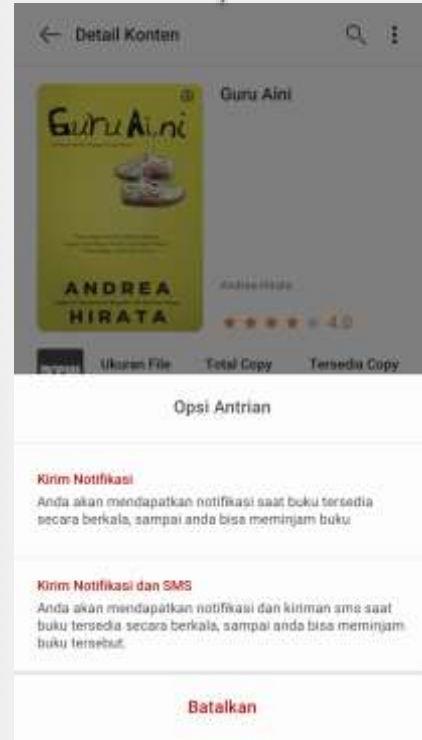 Detail Konten
Guru Aini
Guru Aini
ANDREA
HIRATA
Andrea Hirata
4.0
Ukuran File Total Copy Tersedia Copy
Opsi Antrian
Kirim Notifikasi
Anda akan mendapatkan notifikasi saat buku tersedia
secara berkala, sampai anda bisa meminjam buku
Kirim Notifikasi dan SMS
Anda akan mendapatkan notifikasi dan kiriman sms saat
buku tersedia secara berkala, sampai anda bisa meminjam
buku tersebut.
Batalkan